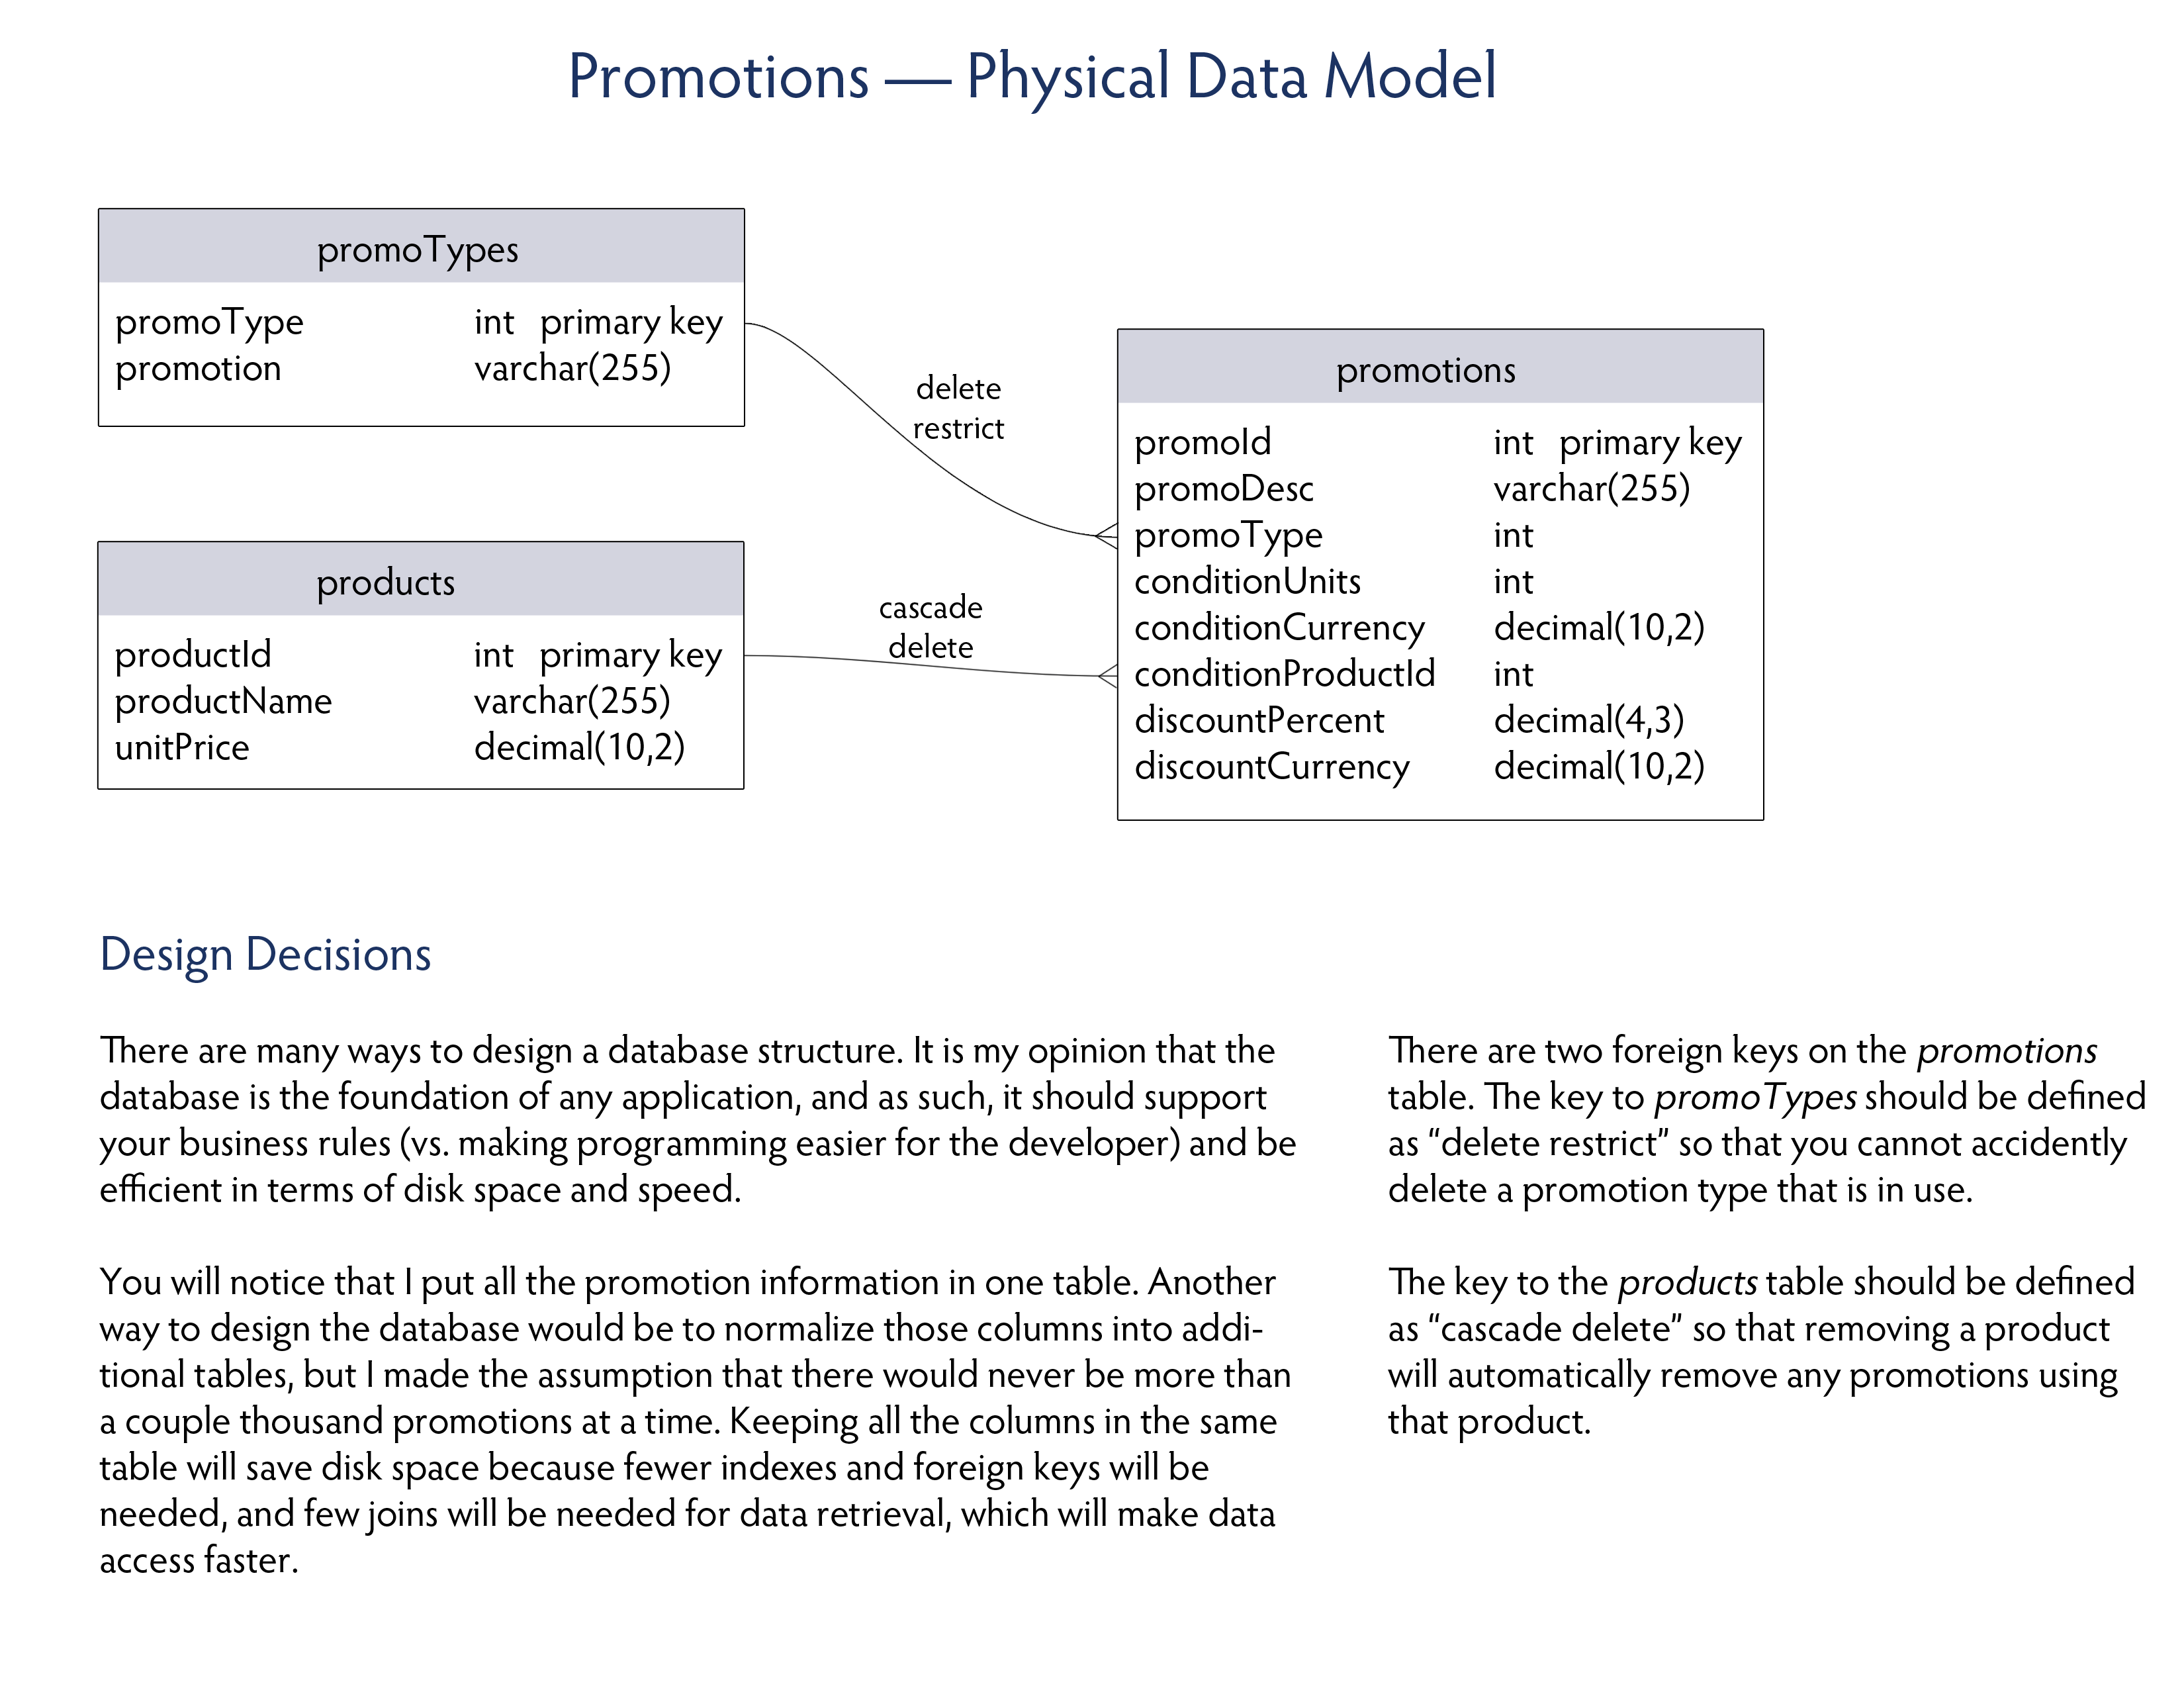 Promotions — Physical Data Model
promoTypes
promoType int primary key
promotion varchar(255)
products
productId int primary key
productName varchar(255)
unitPrice decimal(10,2)
delete
restrict
cascade
delete
promotions
promoId int primary key
promoDesc varchar(255)
promoType int
conditionUnits int
conditionCurrency decimal(10,2)
conditionProductId int
discountPercent decimal(4,3)
discountCurrency decimal(10,2)
Design Decisions
There are many ways to design a database structure. It is my opinion that the
database is the foundation of any application, and as such, it should support
your business rules (vs. making programming easier for the developer) and be
efficient in terms of disk space and speed.
You will notice that I put all the promotion information in one table. Another
way to design the database would be to normalize those columns into addi-
tional tables, but I made the assumption that there would never be more than
a couple thousand promotions at a time. Keeping all the columns in the same
table will save disk space because fewer indexes and foreign keys will be
needed, and few joins will be needed for data retrieval, which will make data
access faster.
There are two foreign keys on the promotions
table. The key to promoTypes should be defined
as “delete restrict” so that you cannot accidently
delete a promotion type that is in use.
The key to the products table should be defined
as “cascade delete” so that removing a product
will automatically remove any promotions using
that product.